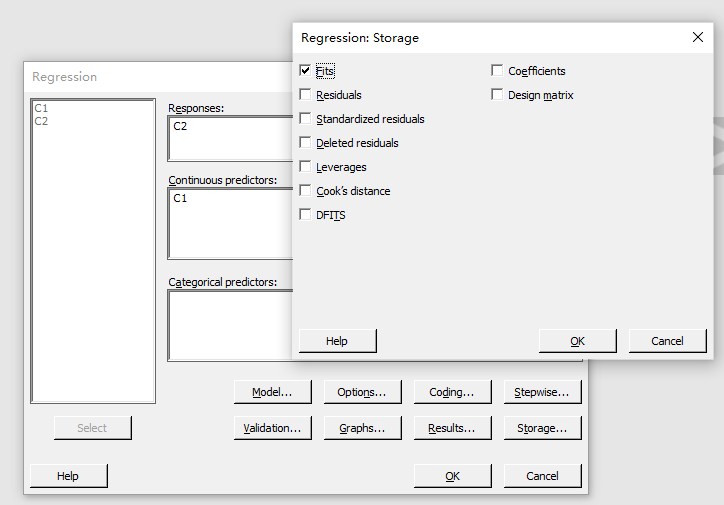 Regression: Storage
Fits
Residuals
Standardized residuals
Deleted residuals
Leverages
Cook's distance
DFITS
Coefficients
Design matrix
Help
OK
Cancel
Regression
C1
C2
Responses:
C2
Continuous predictors:
C1
Categorical predictors:
Model...
Options...
Coding...
Stepwise...
Select
Validation...
Graphs...
Results...
Storage...
Help
OK
Cancel